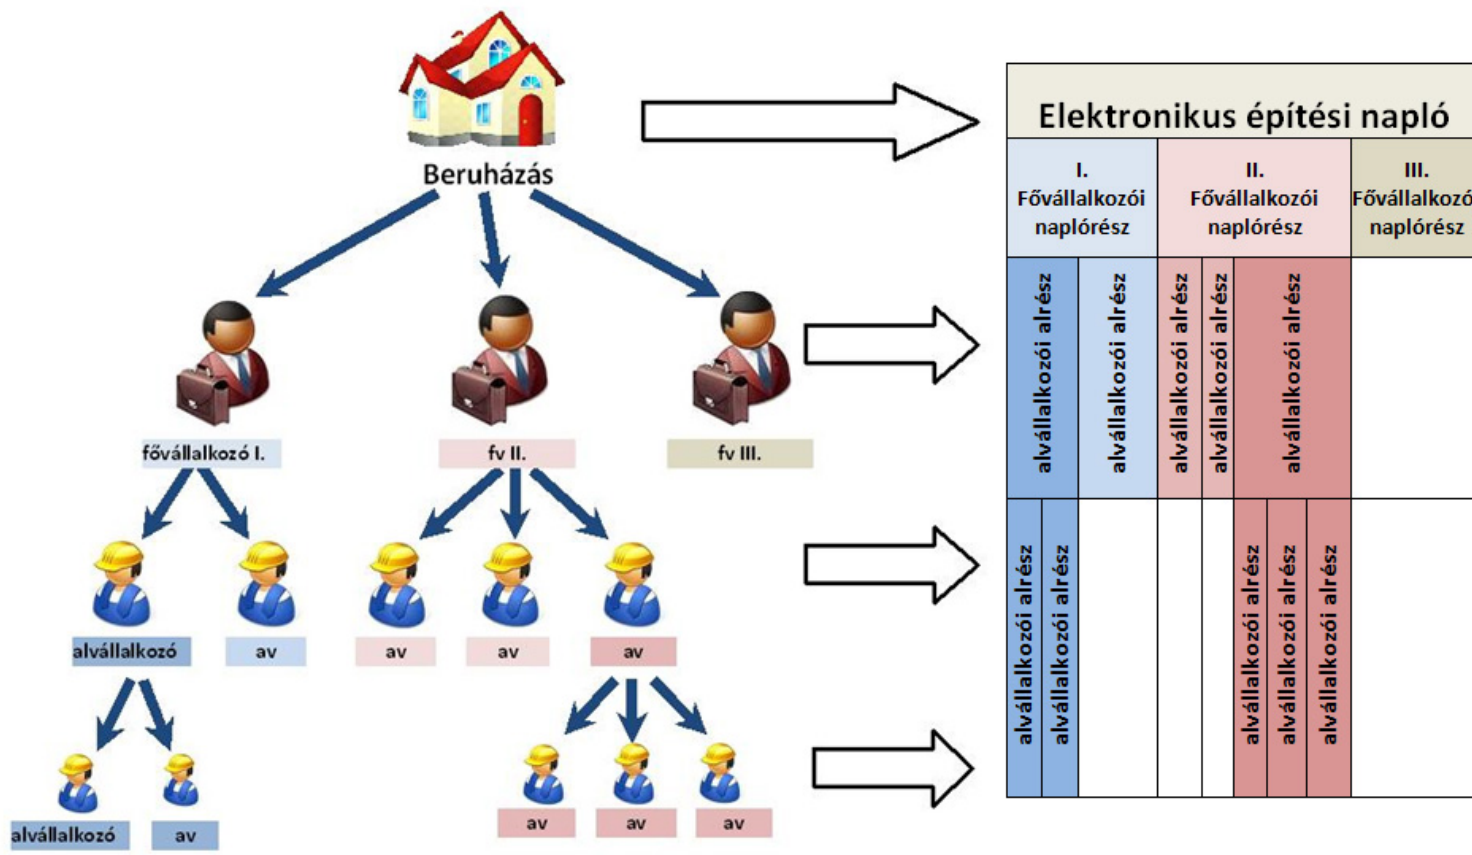 Beruházás
fővállalkozó I.
fv II.
fv III.
alvállalkozó
av
av
av
av
alvállalkozó
av
av
av
av
Elektronikus építési napló
I.
Fővállalkozói
naplórész
II.
Fővállalkozói
naplórész
III.
Fővállalkozó
naplórész
alvállalkozói alrész
alvállalkozói alrész
alvállalkozói alrész
alvállalkozói alrész
alvállalkozói alrész
alvállalkozói alrész
alvállalkozói alrész
alvállalkozói alrész
alvállalkozói alrész
alvállalkozói alrész